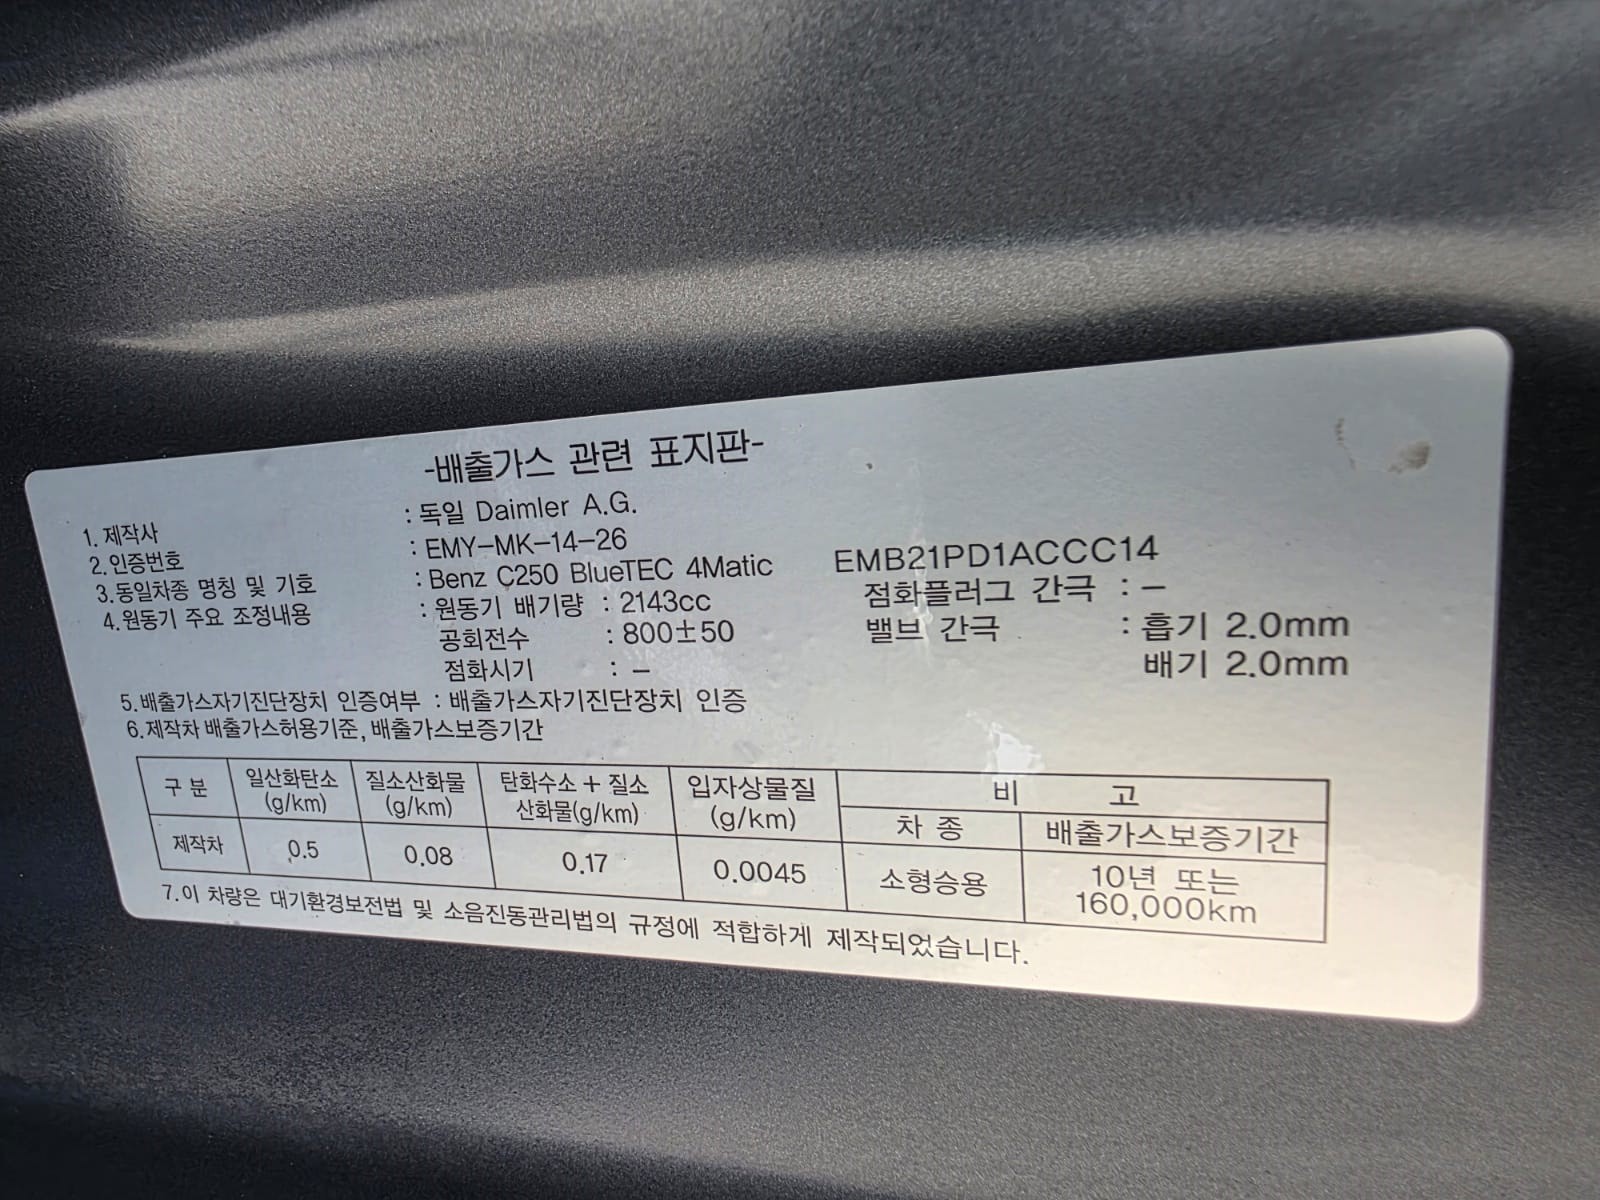 -배출가스 관련 표지판-
1. 제작사 : 독일 Daimler A.G.
2. 인증번호 : EMY-MK-14-26
3. 동일차종 명칭 및 기호 : Benz C250 BlueTEC 4Matic EMB21PD1ACCC14
4. 원동기 주요 조정내용 : 원동기 배기량 : 2143cc 점화플러그 간극 : -
공회전수 : 800±50 밸브 간극 : 흡기 2.0mm
점화시기 : - 배기 2.0mm
5. 배출가스자기진단장치 인증여부 : 배출가스자기진단장치 인증
6. 제작차 배출가스허용기준, 배출가스보증기간
구분 일산화탄소 (g/km) 질소산화물 (g/km) 탄화수소 + 질소산화물(g/km) 입자상물질 (g/km) 비 고
차 종 배출가스보증기간
제작차 0.5 0.08 0.17 0.0045 소형승용 10년 또는 160,000km
7. 이 차량은 대기환경보전법 및 소음진동관리법의 규정에 적합하게 제작되었습니다.